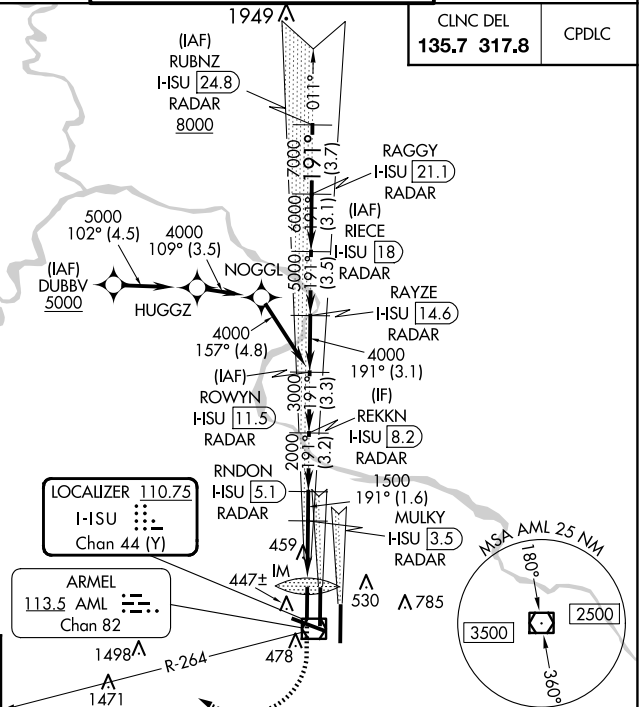 1949
CLNC DEL
135.7 317.8
CPDLC
(IAF)
RUBNZ
I-ISU 24.8
RADAR
8000
011°
7000
191°
(3.7)
RAGGY
I-ISU 21.1
RADAR
6000
191°
(3.1)
(IAF)
RIECE
I-ISU 18
RADAR
5000
102° (4.5)
4000
109° (3.5)
(IAF)
DUBBV
5000
HUGGZ
NOGGL
5000
191°
(3.5)
RAYZE
I-ISU 14.6
RADAR
4000
157° (4.8)
4000
191° (3.1)
(IAF)
ROWYN
I-ISU 11.5
RADAR
3000
191°
(3.3)
(IF)
REKKN
I-ISU 8.2
RADAR
2000
191°
(3.2)
RNDON
I-ISU 5.1
RADAR
1500
191° (1.6)
MULKY
I-ISU 3.5
RADAR
LOCALIZER 110.75
I-ISU
Chan 44 (Y)
459
IM
447±
530
785
ARMEL
113.5 AML
Chan 82
1498
R-264
478
1471
MSA AML 25 NM
180°
3500
2500
360°